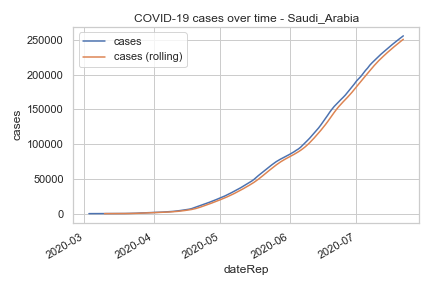 COVID-19 cases over time - Saudi_Arabia
cases
cases (rolling)
250000
200000
150000
100000
50000
0
cases
2020-03
2020-04
2020-05
2020-06
2020-07
dateRep